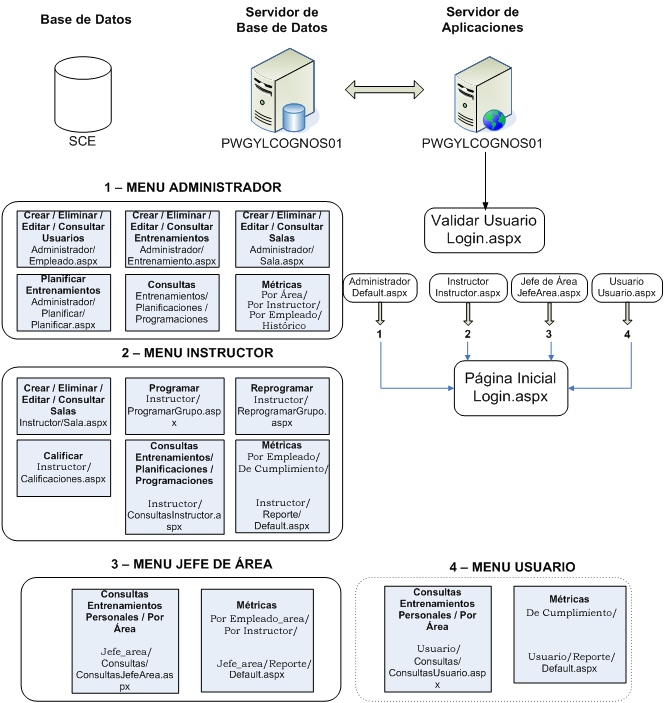 Base de Datos
Servidor de
Base de Datos
Servidor de
Aplicaciones
SCE
PWGYLCOGNOS01
PWGYLCOGNOS01
1 – MENU ADMINISTRADOR
Crear / Eliminar /
Editar / Consultar
Usuarios
Administrador/
Empleado.aspx
Crear / Eliminar /
Editar / Consultar
Entrenamientos
Administrador/
Entrenamiento.aspx
Crear / Eliminar /
Editar / Consultar
Salas
Administrador/
Sala.aspx
Planificar
Entrenamientos
Administrador/
Planificar/
Planificar.aspx
Consultas
Entrenamientos/
Planificaciones /
Programaciones
Métricas
Por Área/
Por Instructor/
Por Empleado/
Histórico
Validar Usuario
Login.aspx
Administrador
Default.aspx
Instructor
Instructor.aspx
Jefe de Área
JefeArea.aspx
Usuario
Usuario.aspx
1
2
3
4
Página Inicial
Login.aspx
2 – MENU INSTRUCTOR
Crear / Eliminar /
Editar / Consultar
Salas
Instructor/Sala.aspx
Programar
Instructor/
ProgramarGrupo.asp
x
Reprogramar
Instructor/
ReprogramarGrupo.
aspx
Calificar
Instructor/
Calificaciones.aspx
Consultas
Entrenamientos/
Planificaciones /
Programaciones
Instructor/
ConsultasInstructor.a
spx
Métricas
Por Empleado/
De Cumplimiento/
Instructor/
Reporte/
Default.aspx
3 – MENU JEFE DE ÁREA
Consultas
Entrenamientos
Personales / Por
Área
Jefe_area/
Consultas/
ConsultasJefeArea.as
px
Métricas
Por Empleado_area/
Por Instructor/
Jefe_area/Reporte/
Default.aspx
4 – MENU USUARIO
Consultas
Entrenamientos
Personales / Por
Área
Usuario/
Consultas/
ConsultasUsuario.asp
x
Métricas
De Cumplimiento/
Usuario/Reporte/
Default.aspx